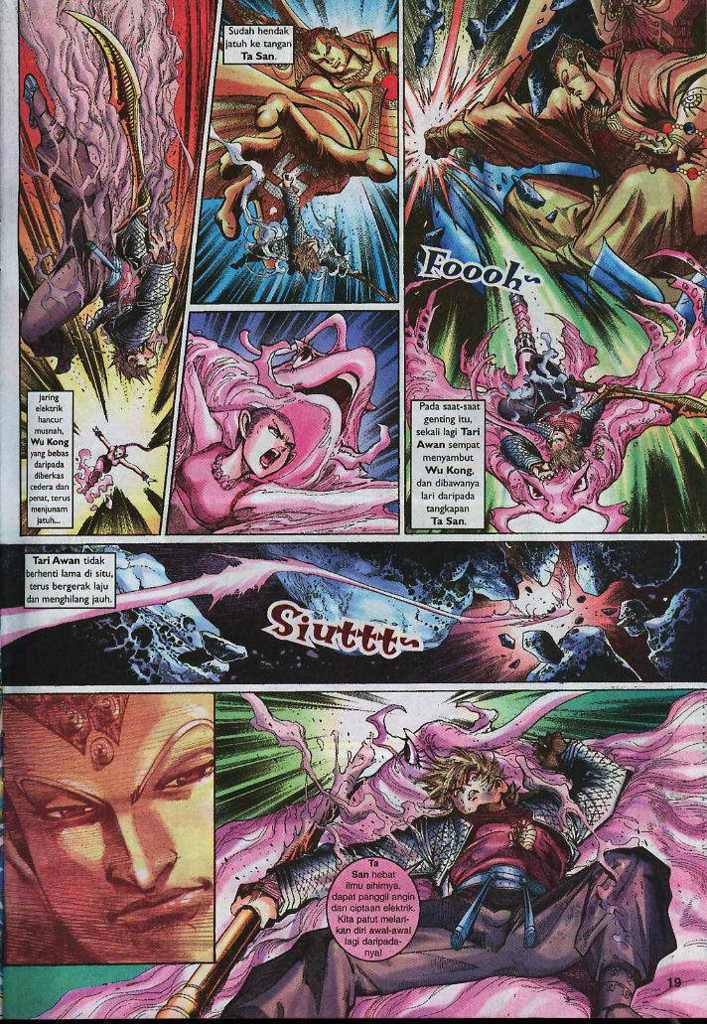 Jaring
elektrik
hancur
musnah,
Wu Kong
yang bebas
daripada
diberkas
cedera dan
penat, terus
menjunam
jatuh...
Sudah hendak
jatuh ke tangan
Ta San.
Foooh~
Pada saat-saat
genting itu,
sekali lagi Tari
Awan sempat
menyambut
Wu Kong,
dan dibawanya
lari daripada
tangkapan
Ta San.
Tari Awan tidak
berhenti lama di situ,
terus bergerak laju
dan menghilang jauh.
Siutttt~
Ta
San hebat
ilmu sihirnya,
dapat panggil angin
dan ciptaan elektrik.
Kita patut melari-
kan diri awal-awal
lagi daripada-
nya!
19